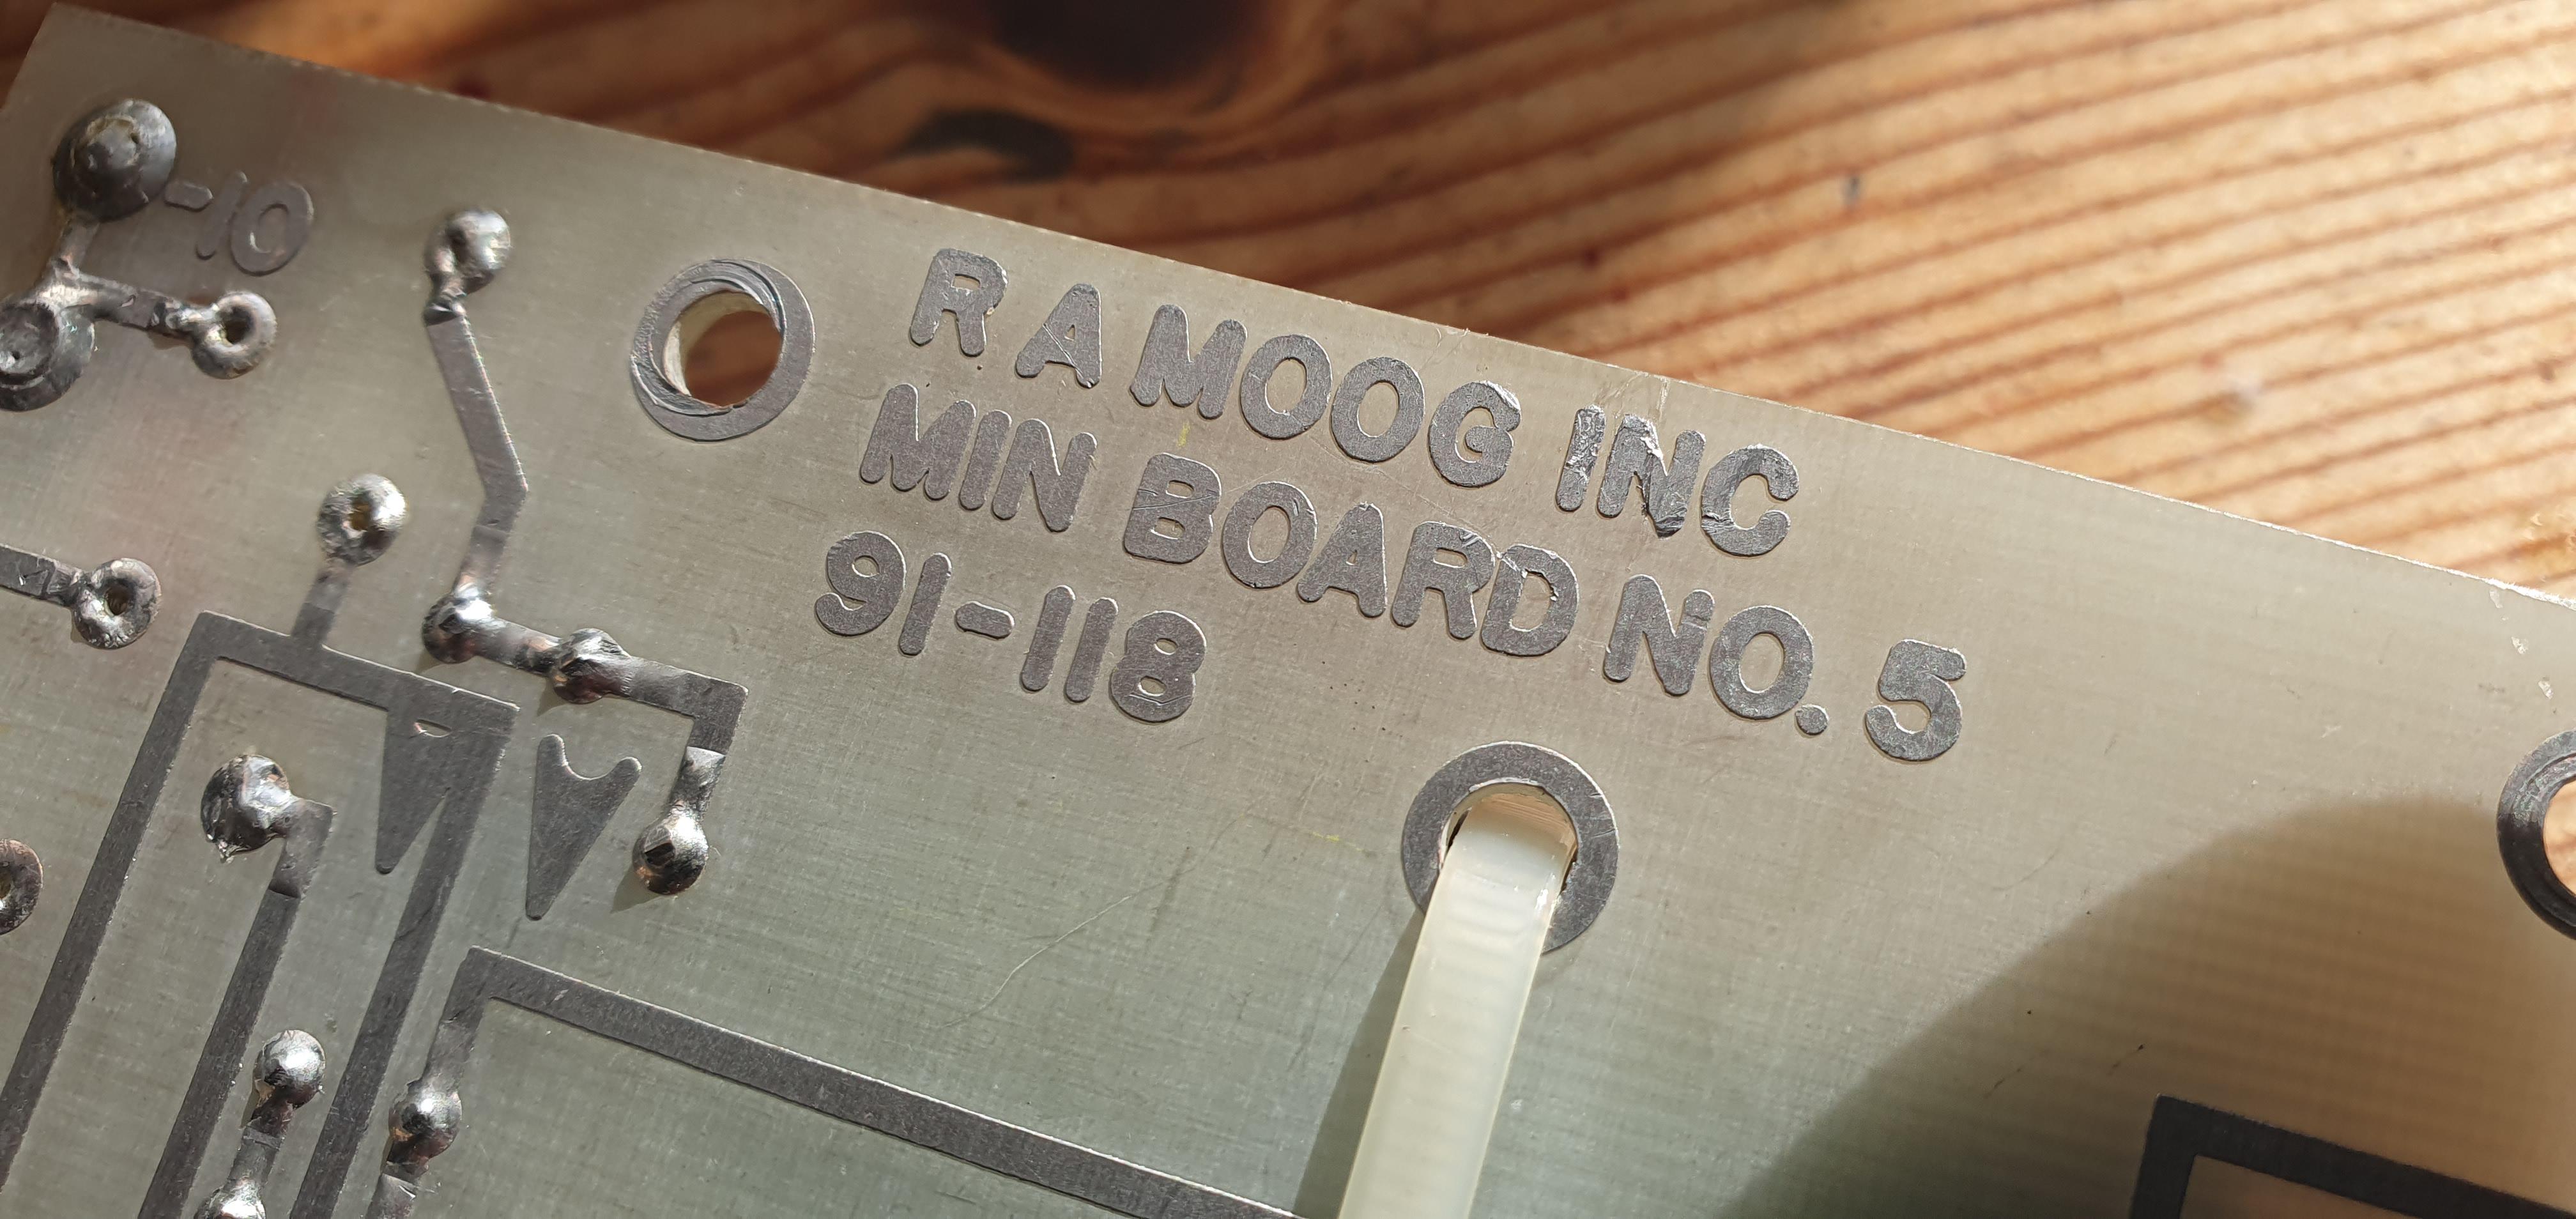 -10
R A MOOG INC
MIN BOARD NO. 5
91-118